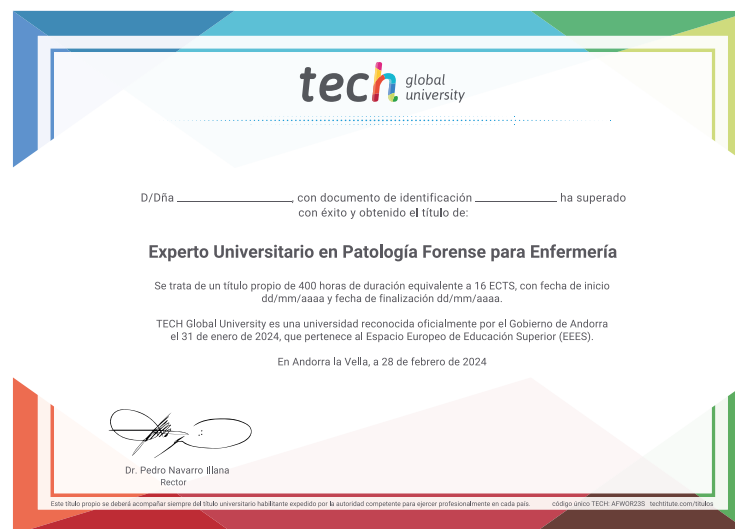 tech global university
D/Dña ____________________, con documento de identificación ______________ ha superado
con éxito y obtenido el título de:
Experto Universitario en Patología Forense para Enfermería
Se trata de un título propio de 400 horas de duración equivalente a 16 ECTS, con fecha de inicio
dd/mm/aaaa y fecha de finalización dd/mm/aaaa.
TECH Global University es una universidad reconocida oficialmente por el Gobierno de Andorra
el 31 de enero de 2024, que pertenece al Espacio Europeo de Educación Superior (EEES).
En Andorra la Vella, a 28 de febrero de 2024
Dr. Pedro Navarro Illana
Rector
Este título propio se deberá acompañar siempre del título universitario habilitante expedido por la autoridad competente para ejercer profesionalmente en cada país. código único TECH: AFWOR23S techtitute.com/titulos